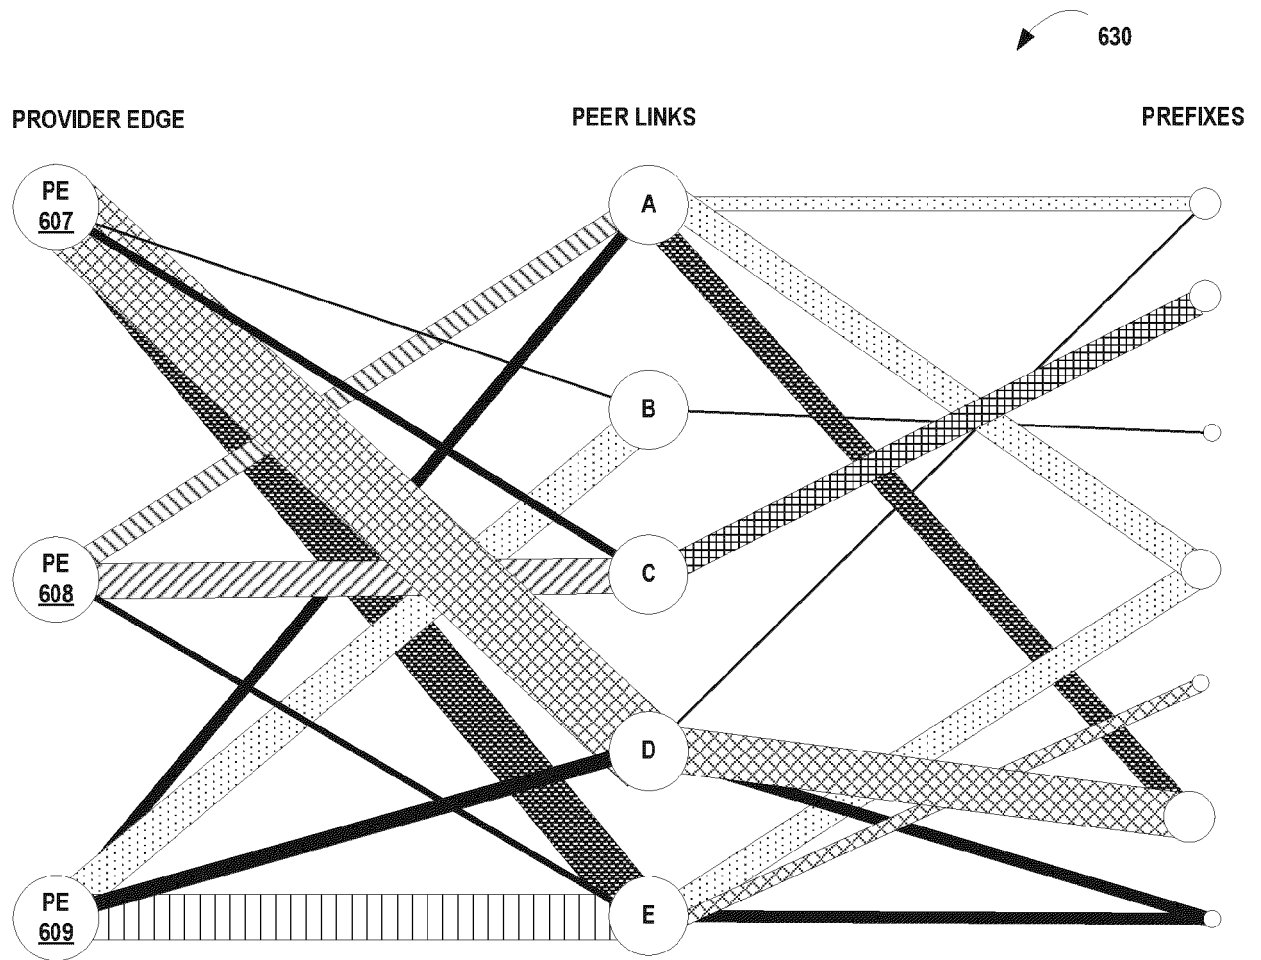 630
PROVIDER EDGE
PEER LINKS
PREFIXES
PE
607
A
B
C
PE
608
D
E
PE
609